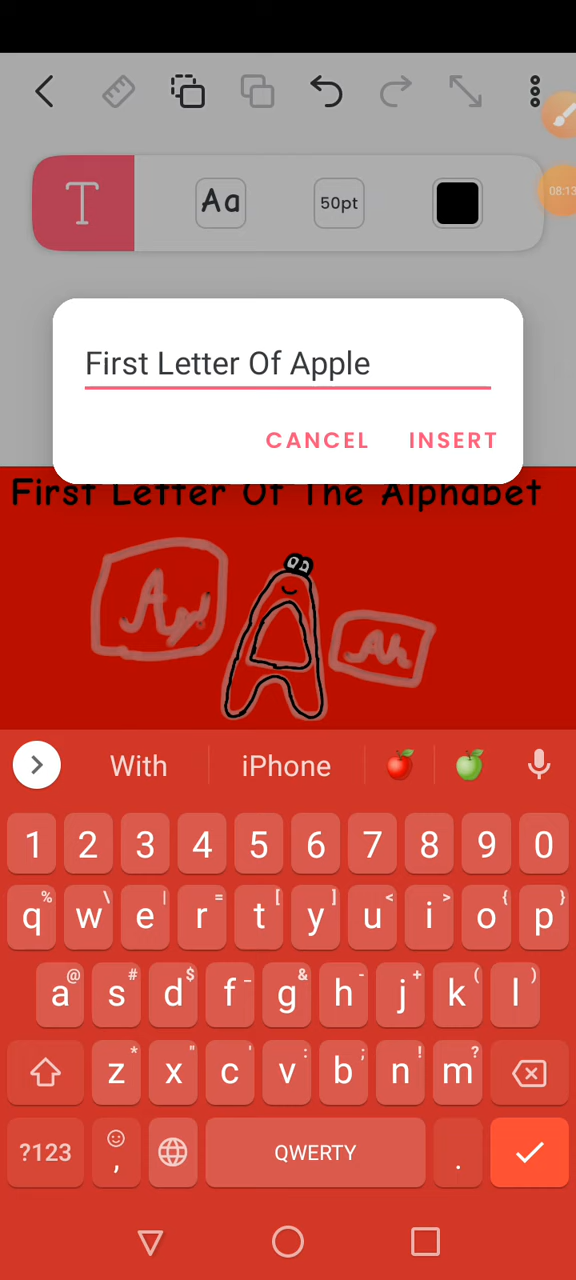 T
Aa
50pt
08:13
First Letter Of Apple
CANCEL INSERT
First Letter Of The Alphabet
A
Ah
With iPhone
1 2 3 4 5 6 7 8 9 0
% \ | = [ ] < > { }
q w e r t y u i o p
@ # $ _ & - + ( )
a s d f g h j k l
* " ' : ; ! ?
z x c v b n m
?123 , QWERTY .